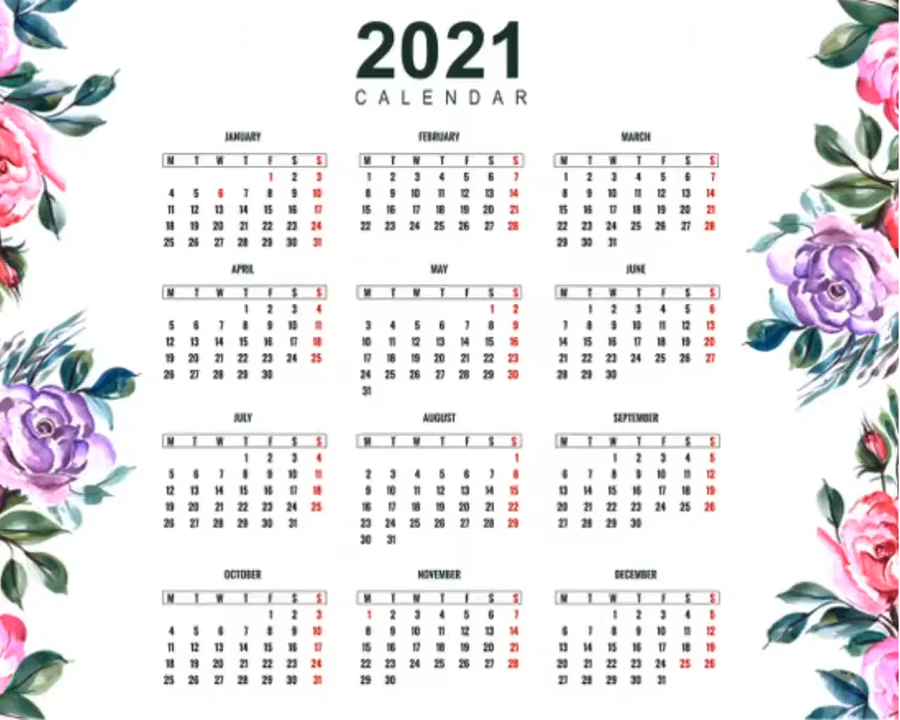 2021
CALENDAR
JANUARY
M T W T F S S
1 2 3
4 5 6 7 8 9 10
11 12 13 14 15 16 17
18 19 20 21 22 23 24
25 26 27 28 29 30 31
FEBRUARY
M T W T F S S
1 2 3 4 5 6 7
8 9 10 11 12 13 14
15 16 17 18 19 20 21
22 23 24 25 26 27 28
MARCH
M T W T F S S
1 2 3 4 5 6 7
8 9 10 11 12 13 14
15 16 17 18 19 20 21
22 23 24 25 26 27 28
29 30 31
APRIL
M T W T F S S
1 2 3 4
5 6 7 8 9 10 11
12 13 14 15 16 17 18
19 20 21 22 23 24 25
26 27 28 29 30
MAY
M T W T F S S
1 2
3 4 5 6 7 8 9
10 11 12 13 14 15 16
17 18 19 20 21 22 23
24 25 26 27 28 29 30
31
JUNE
M T W T F S S
1 2 3 4 5 6
7 8 9 10 11 12 13
14 15 16 17 18 19 20
21 22 23 24 25 26 27
28 29 30
JULY
M T W T F S S
1 2 3 4
5 6 7 8 9 10 11
12 13 14 15 16 17 18
19 20 21 22 23 24 25
26 27 28 29 30 31
AUGUST
M T W T F S S
1
2 3 4 5 6 7 8
9 10 11 12 13 14 15
16 17 18 19 20 21 22
23 24 25 26 27 28 29
30 31
SEPTEMBER
M T W T F S S
1 2 3 4 5
6 7 8 9 10 11 12
13 14 15 16 17 18 19
20 21 22 23 24 25 26
27 28 29 30
OCTOBER
M T W T F S S
1 2 3
4 5 6 7 8 9 10
11 12 13 14 15 16 17
18 19 20 21 22 23 24
25 26 27 28 29 30 31
NOVEMBER
M T W T F S S
1 2 3 4 5 6 7
8 9 10 11 12 13 14
15 16 17 18 19 20 21
22 23 24 25 26 27 28
29 30
DECEMBER
M T W T F S S
1 2 3 4 5
6 7 8 9 10 11 12
13 14 15 16 17 18 19
20 21 22 23 24 25 26
27 28 29 30 31